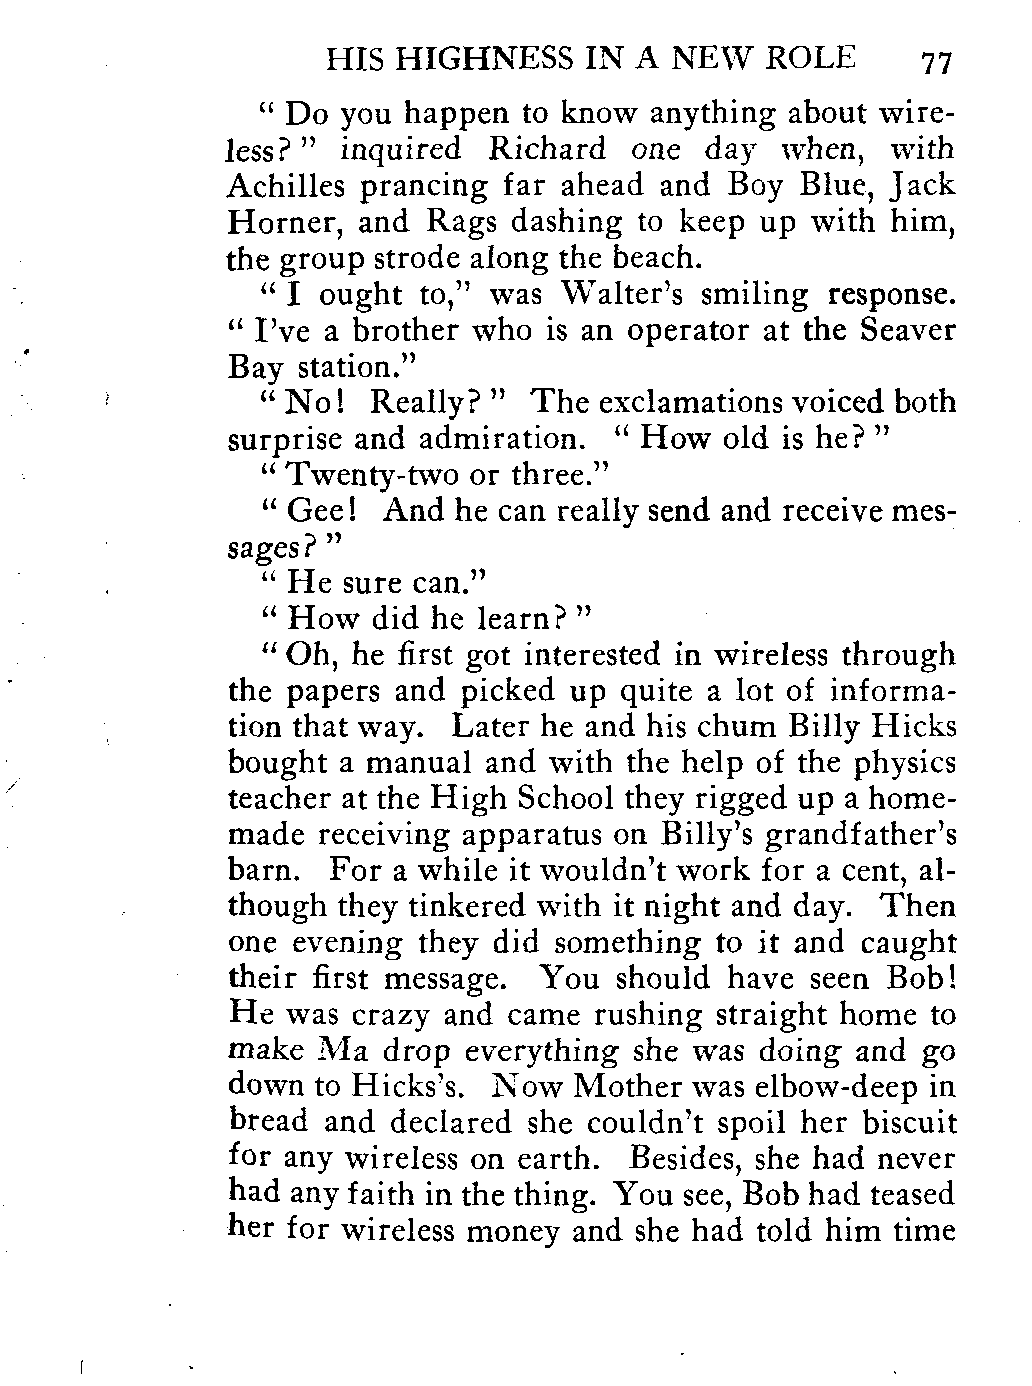 HIS HIGHNESS IN A NEW ROLE 77
" Do you happen to know anything about wire-
less? " inquired Richard one day when, with
Achilles prancing far ahead and Boy Blue, Jack
Horner, and Rags dashing to keep up with him,
the group strode along the beach.
" I ought to," was Walter's smiling response.
" I've a brother who is an operator at the Seaver
Bay station."
" No! Really? " The exclamations voiced both
surprise and admiration. " How old is he? "
" Twenty-two or three."
" Gee! And he can really send and receive mes-
sages? "
" He sure can."
" How did he learn? "
" Oh, he first got interested in wireless through
the papers and picked up quite a lot of informa-
tion that way. Later he and his chum Billy Hicks
bought a manual and with the help of the physics
teacher at the High School they rigged up a home-
made receiving apparatus on Billy's grandfather's
barn. For a while it wouldn't work for a cent, al-
though they tinkered with it night and day. Then
one evening they did something to it and caught
their first message. You should have seen Bob!
He was crazy and came rushing straight home to
make Ma drop everything she was doing and go
down to Hicks's. Now Mother was elbow-deep in
bread and declared she couldn't spoil her biscuit
for any wireless on earth. Besides, she had never
had any faith in the thing. You see, Bob had teased
her for wireless money and she had told him time